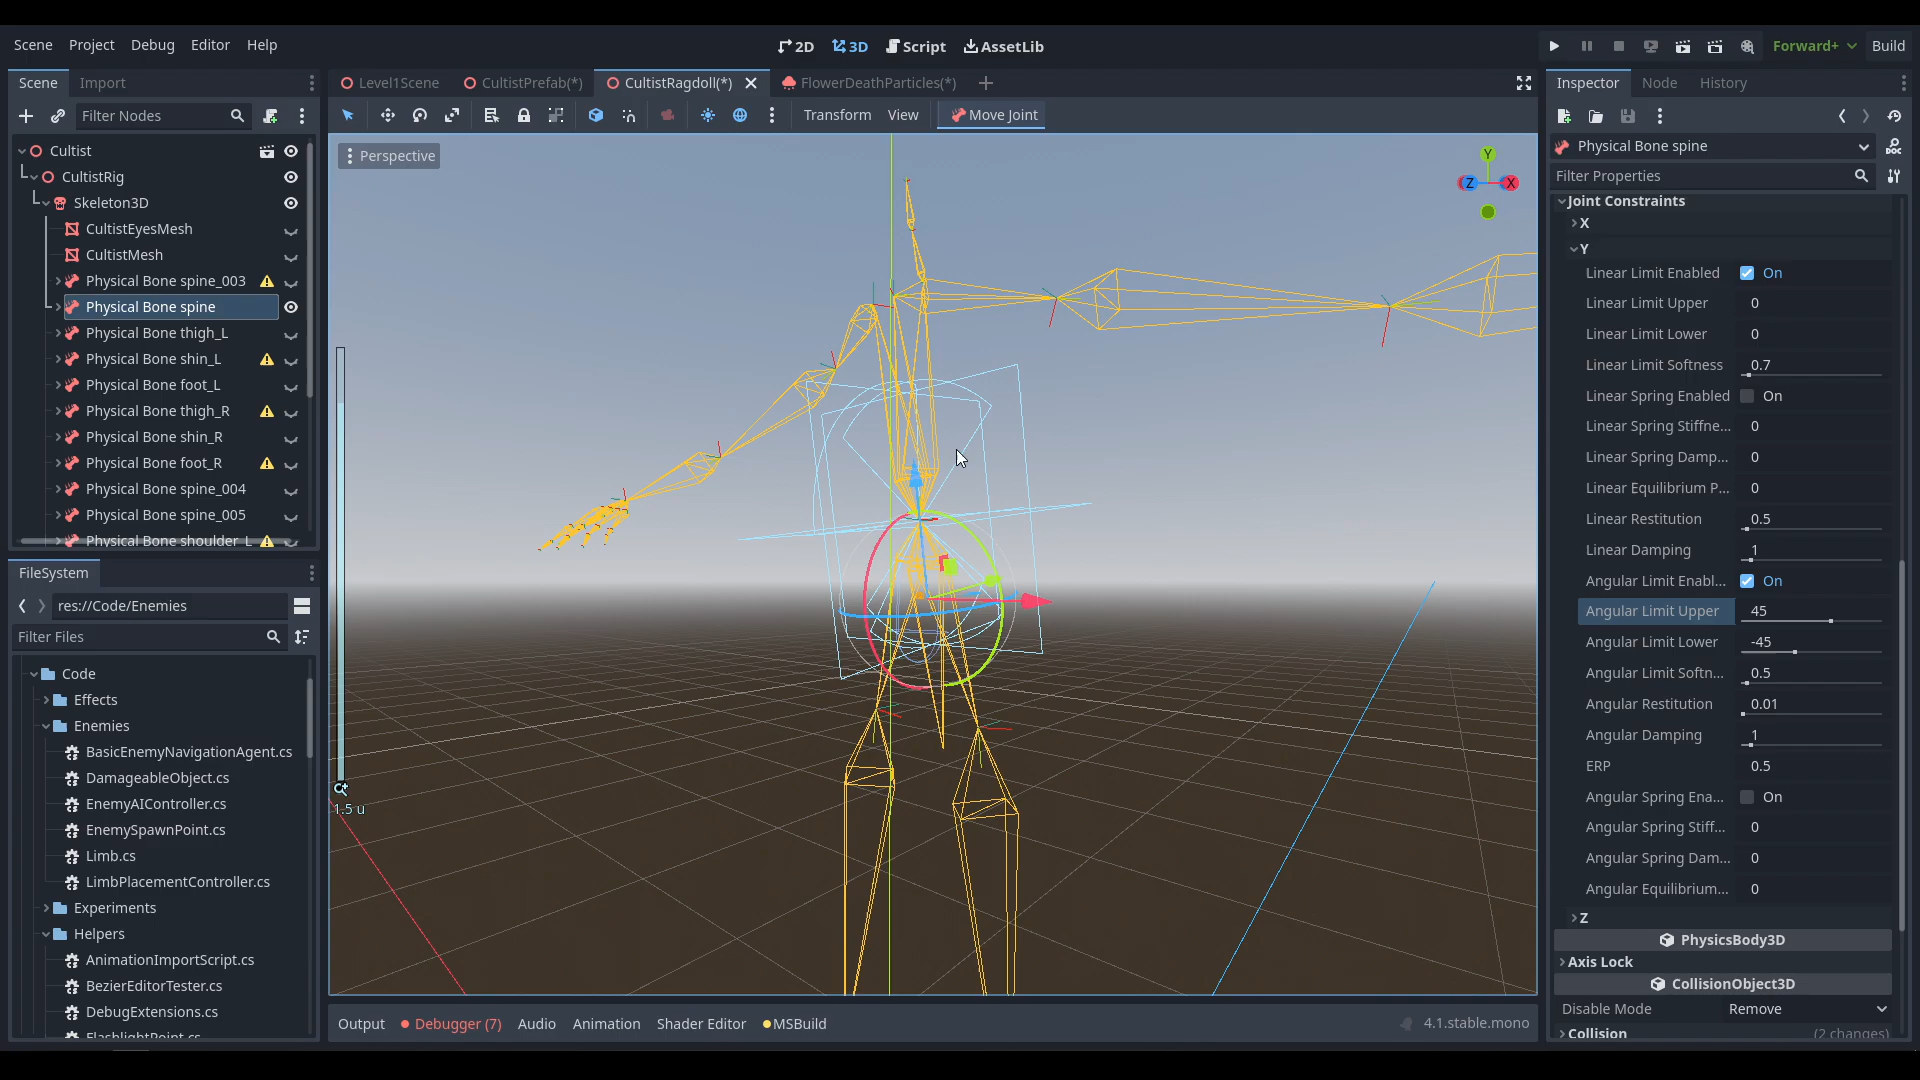 Scene Project Debug Editor Help
2D 3D Script AssetLib
Forward+ Build
Scene Import
Filter Nodes
Cultist
CultistRig
Skeleton3D
CultistEyesMesh
CultistMesh
Physical Bone spine_003
Physical Bone spine
Physical Bone thigh_L
Physical Bone shin_L
Physical Bone foot_L
Physical Bone thigh_R
Physical Bone shin_R
Physical Bone foot_R
Physical Bone spine_004
Physical Bone spine_005
Physical Bone shoulder_L
FileSystem
res://Code/Enemies
Filter Files
Code
Effects
Enemies
BasicEnemyNavigationAgent.cs
DamageableObject.cs
EnemyAIController.cs
EnemySpawnPoint.cs
Limb.cs
LimbPlacementController.cs
Experiments
Helpers
AnimationImportScript.cs
BezierEditorTester.cs
DebugExtensions.cs
FlashlightPoint.cs
Level1Scene CultistPrefab(*) CultistRagdoll(*) FlowerDeathParticles(*)
Transform View Move Joint
Perspective
Y
Z X
1.5 u
Output Debugger (7) Audio Animation Shader Editor MSBuild 4.1.stable.mono
Inspector Node History
Physical Bone spine
DOC
Filter Properties
Joint Constraints
X
Y
Linear Limit Enabled On
Linear Limit Upper 0
Linear Limit Lower 0
Linear Limit Softness 0.7
Linear Spring Enabled On
Linear Spring Stiffne... 0
Linear Spring Damp... 0
Linear Equilibrium P... 0
Linear Restitution 0.5
Linear Damping 1
Angular Limit Enabl... On
Angular Limit Upper 45
Angular Limit Lower -45
Angular Limit Softn... 0.5
Angular Restitution 0.01
Angular Damping 1
ERP 0.5
Angular Spring Ena... On
Angular Spring Stiff... 0
Angular Spring Dam... 0
Angular Equilibrium... 0
Z
PhysicsBody3D
Axis Lock
CollisionObject3D
Disable Mode Remove
Collision (2 changes)